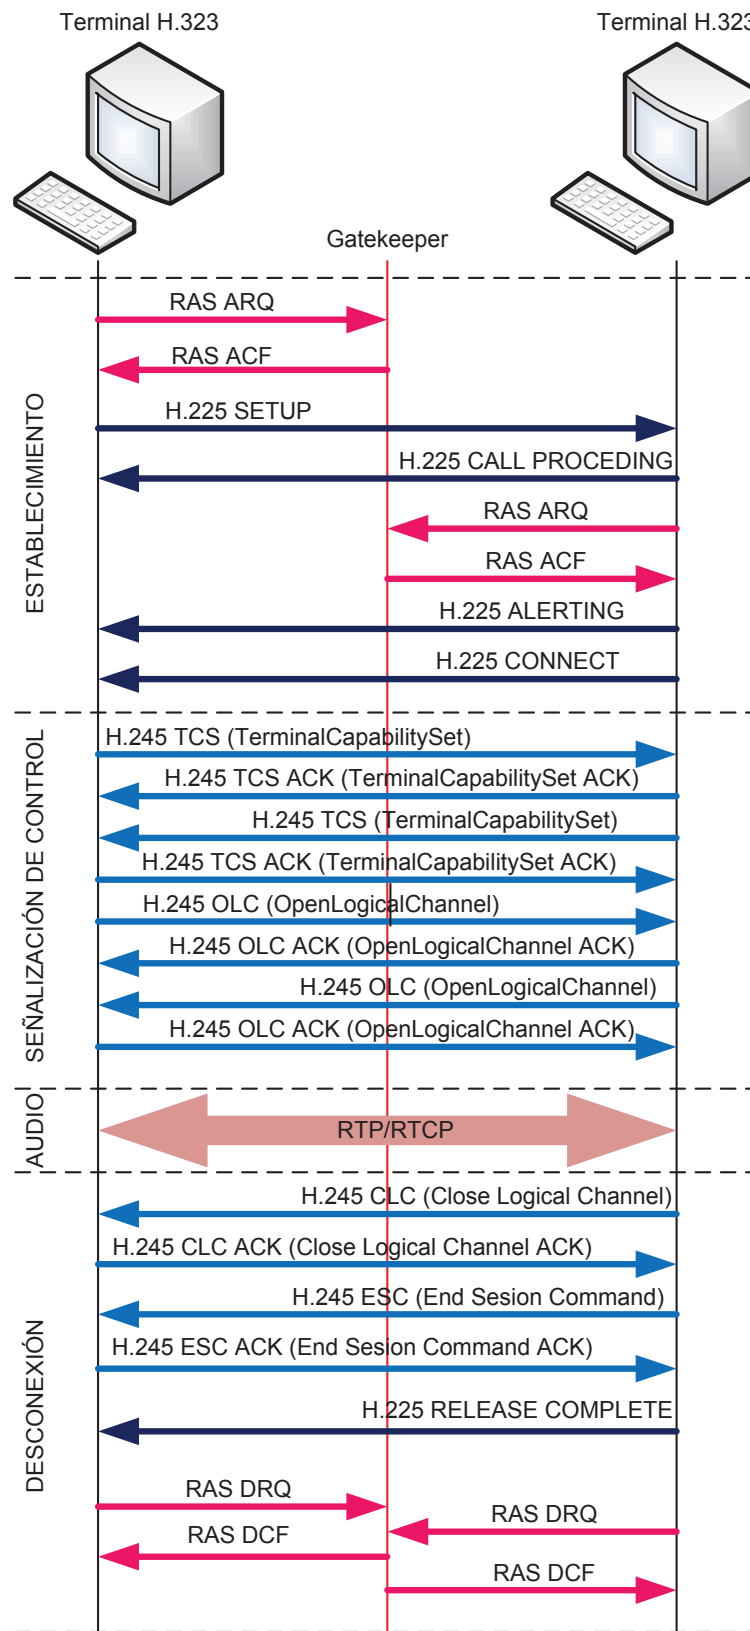 Terminal H.323
Terminal H.323
Gatekeeper
ESTABLECIMIENTO
RAS ARQ
RAS ACF
H.225 SETUP
H.225 CALL PROCEDING
RAS ARQ
RAS ACF
H.225 ALERTING
H.225 CONNECT
SEÑALIZACIÓN DE CONTROL
H.245 TCS (TerminalCapabilitySet)
H.245 TCS ACK (TerminalCapabilitySet ACK)
H.245 TCS (TerminalCapabilitySet)
H.245 TCS ACK (TerminalCapabilitySet ACK)
H.245 OLC (OpenLogicalChannel)
H.245 OLC ACK (OpenLogicalChannel ACK)
H.245 OLC (OpenLogicalChannel)
H.245 OLC ACK (OpenLogicalChannel ACK)
AUDIO
RTP/RTCP
DESCONEXIÓN
H.245 CLC (Close Logical Channel)
H.245 CLC ACK (Close Logical Channel ACK)
H.245 ESC (End Sesion Command)
H.245 ESC ACK (End Sesion Command ACK)
H.225 RELEASE COMPLETE
RAS DRQ
RAS DRQ
RAS DCF
RAS DCF